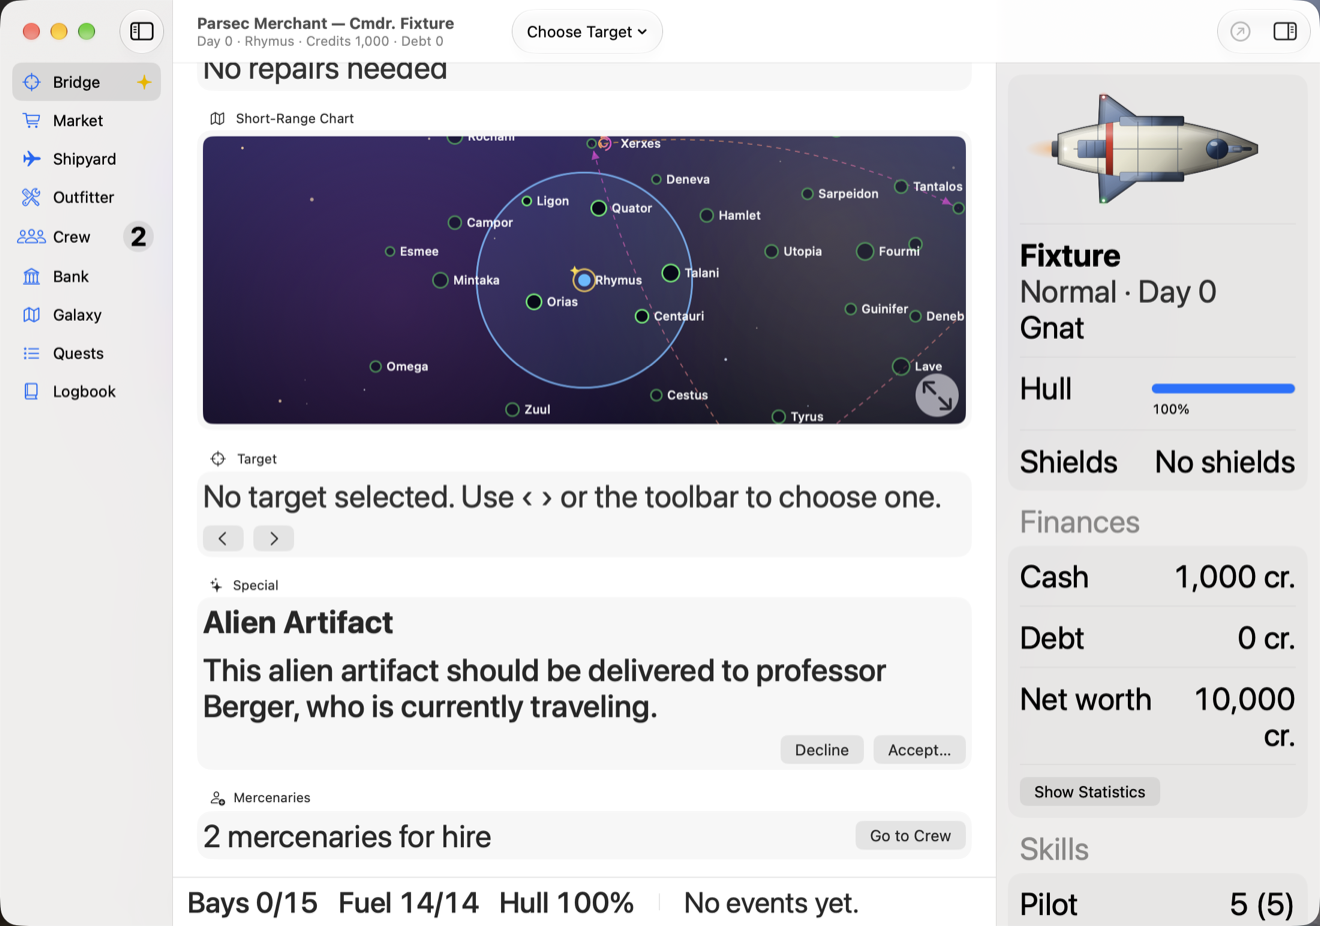 Parsec Merchant — Cmdr. Fixture
Day 0 · Rhymus · Credits 1,000 · Debt 0
Choose Target
Bridge
Market
Shipyard
Outfitter
Crew 2
Bank
Galaxy
Quests
Logbook
No repairs needed
Short-Range Chart
Rochani
Xerxes
Deneva
Sarpeidon
Tantalos
Ligon
Quator
Hamlet
Campor
Esmee
Utopia
Fourmi
Mintaka
Rhymus
Talani
Orias
Centauri
Guinifer
Deneb
Omega
Lave
Cestus
Zuul
Tyrus
Target
No target selected. Use ‹ › or the toolbar to choose one.
Special
Alien Artifact
This alien artifact should be delivered to professor
Berger, who is currently traveling.
Decline
Accept...
Mercenaries
2 mercenaries for hire
Go to Crew
Bays 0/15 Fuel 14/14 Hull 100% No events yet.
Fixture
Normal · Day 0
Gnat
Hull
100%
Shields No shields
Finances
Cash 1,000 cr.
Debt 0 cr.
Net worth 10,000
cr.
Show Statistics
Skills
Pilot 5 (5)